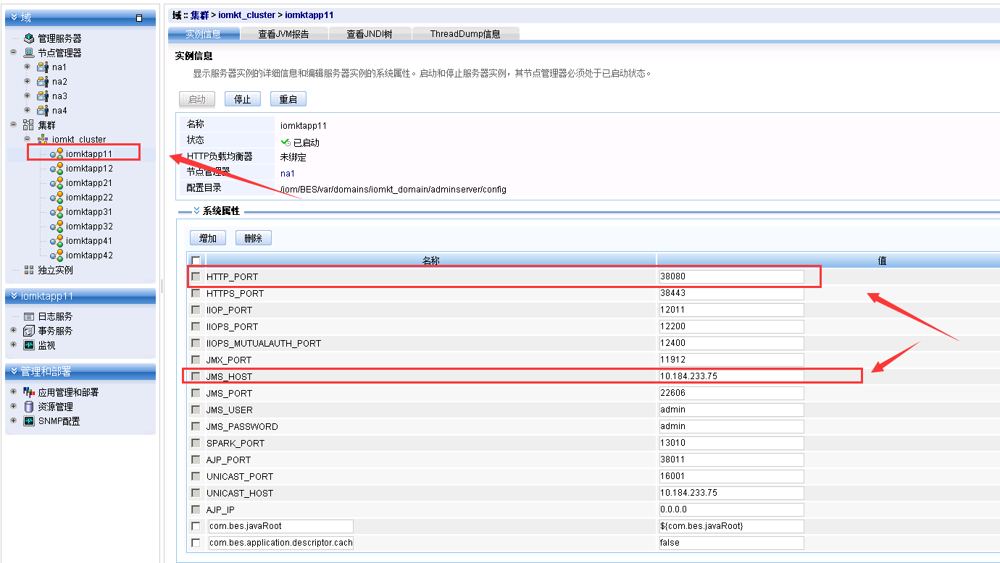 域
管理服务器
节点管理器
na1
na2
na3
na4
集群
iomkt_cluster
iomktapp11
iomktapp12
iomktapp21
iomktapp22
iomktapp31
iomktapp32
iomktapp41
iomktapp42
独立实例
iomktapp11
日志服务
事务服务
监视
管理和部署
应用管理和部署
资源管理
SNMP配置
域 :: 集群 > iomkt_cluster > iomktapp11
实例信息 查看JVM报告 查看JNDI树 ThreadDump信息
实例信息
显示服务器实例的详细信息和编辑服务器实例的系统属性。启动和停止服务器实例，其节点管理器必须处于已启动状态。
启动 停止 重启
名称 iomktapp11
状态 已启动
HTTP负载均衡器 未绑定
节点管理器 na1
配置目录 /iom/BES/var/domains/iomkt_domain/adminserver/config
系统属性
增加 删除
名称 值
HTTP_PORT 38080
HTTPS_PORT 38443
IIOP_PORT 12011
IIOPS_PORT 12200
IIOPS_MUTUALAUTH_PORT 12400
JMX_PORT 11912
JMS_HOST 10.184.233.75
JMS_PORT 22606
JMS_USER admin
JMS_PASSWORD admin
SPARK_PORT 13010
AJP_PORT 38011
UNICAST_PORT 16001
UNICAST_HOST 10.184.233.75
AJP_IP 0.0.0.0
com.bes.javaRoot ${com.bes.javaRoot}
com.bes.application.descriptor.cach false